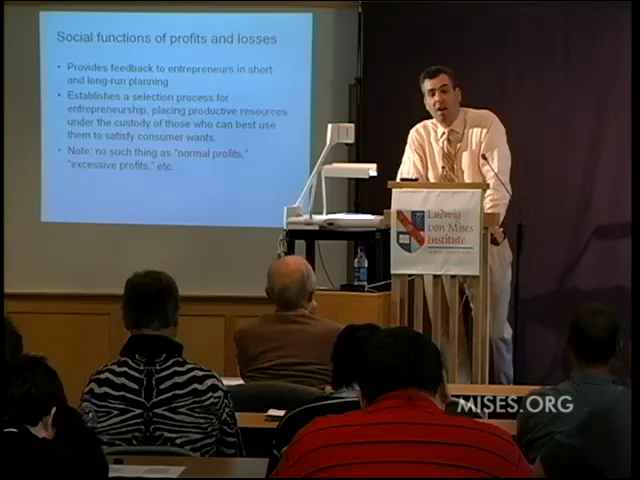 Social functions of profits and losses
• Provides feedback to entrepreneurs in short-
and long-run planning
• Establishes a selection process for
entrepreneurship, placing productive resources
under the custody of those who can best use
them to satisfy consumer wants.
• Note: no such thing as "normal profits,"
"excessive profits," etc.
Ludwig
von Mises
Institute
MISES.ORG